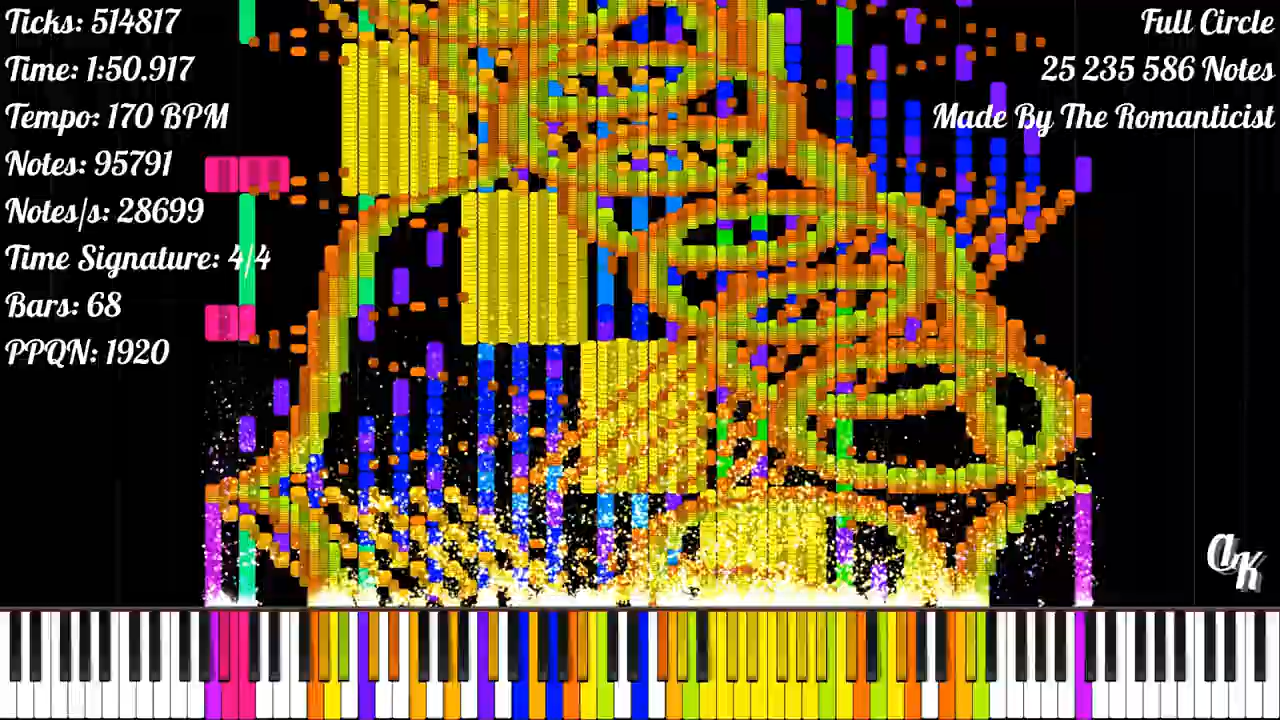 Ticks: 514817
Time: 1:50.917
Tempo: 170 BPM
Notes: 95791
Notes/s: 28699
Time Signature: 4/4
Bars: 68
PPQN: 1920
Full Circle
25 235 586 Notes
Made By The Romanticist
aK